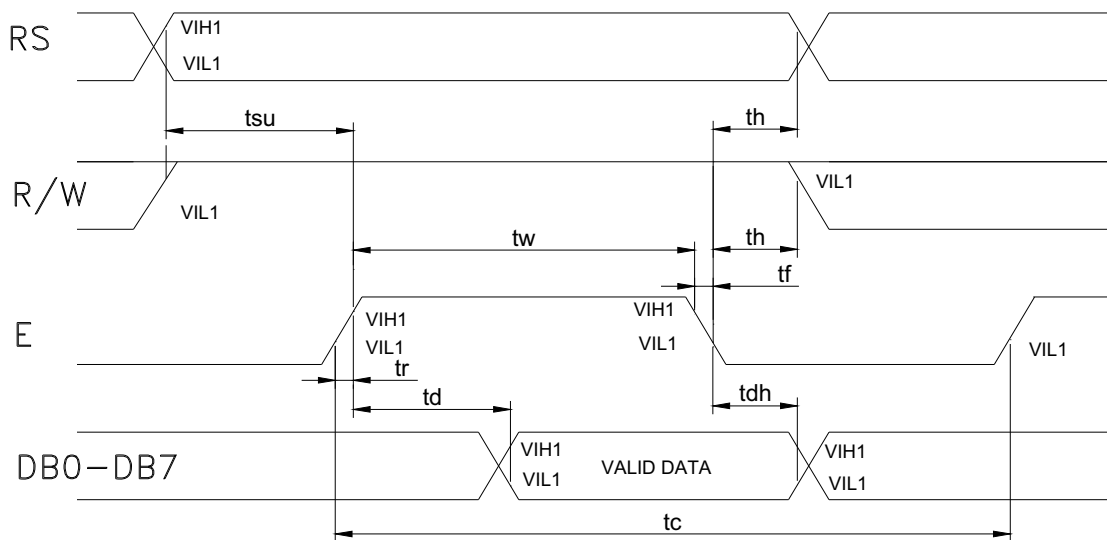 RS
VIH1
VIL1
tsu
th
R/W
VIL1
VIL1
tw
th
tf
E
VIH1
VIL1
VIH1
VIL1
VIL1
tr
td
tdh
DB0-DB7
VIH1
VIL1
VALID DATA
VIH1
VIL1
tc